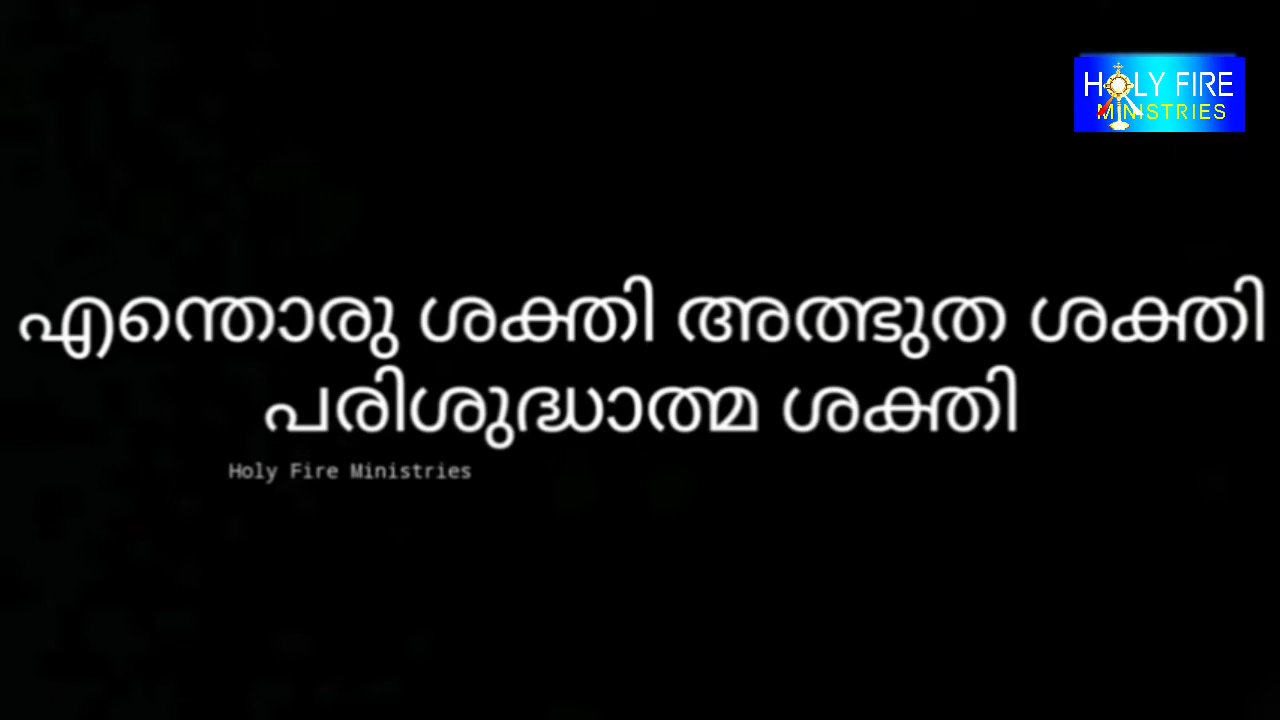 HOLY FIRE
MINISTRIES
എന്തൊരു ശക്തി അത്ഭുത ശക്തി
പരിശുദ്ധാത്മ ശക്തി
Holy Fire Ministries